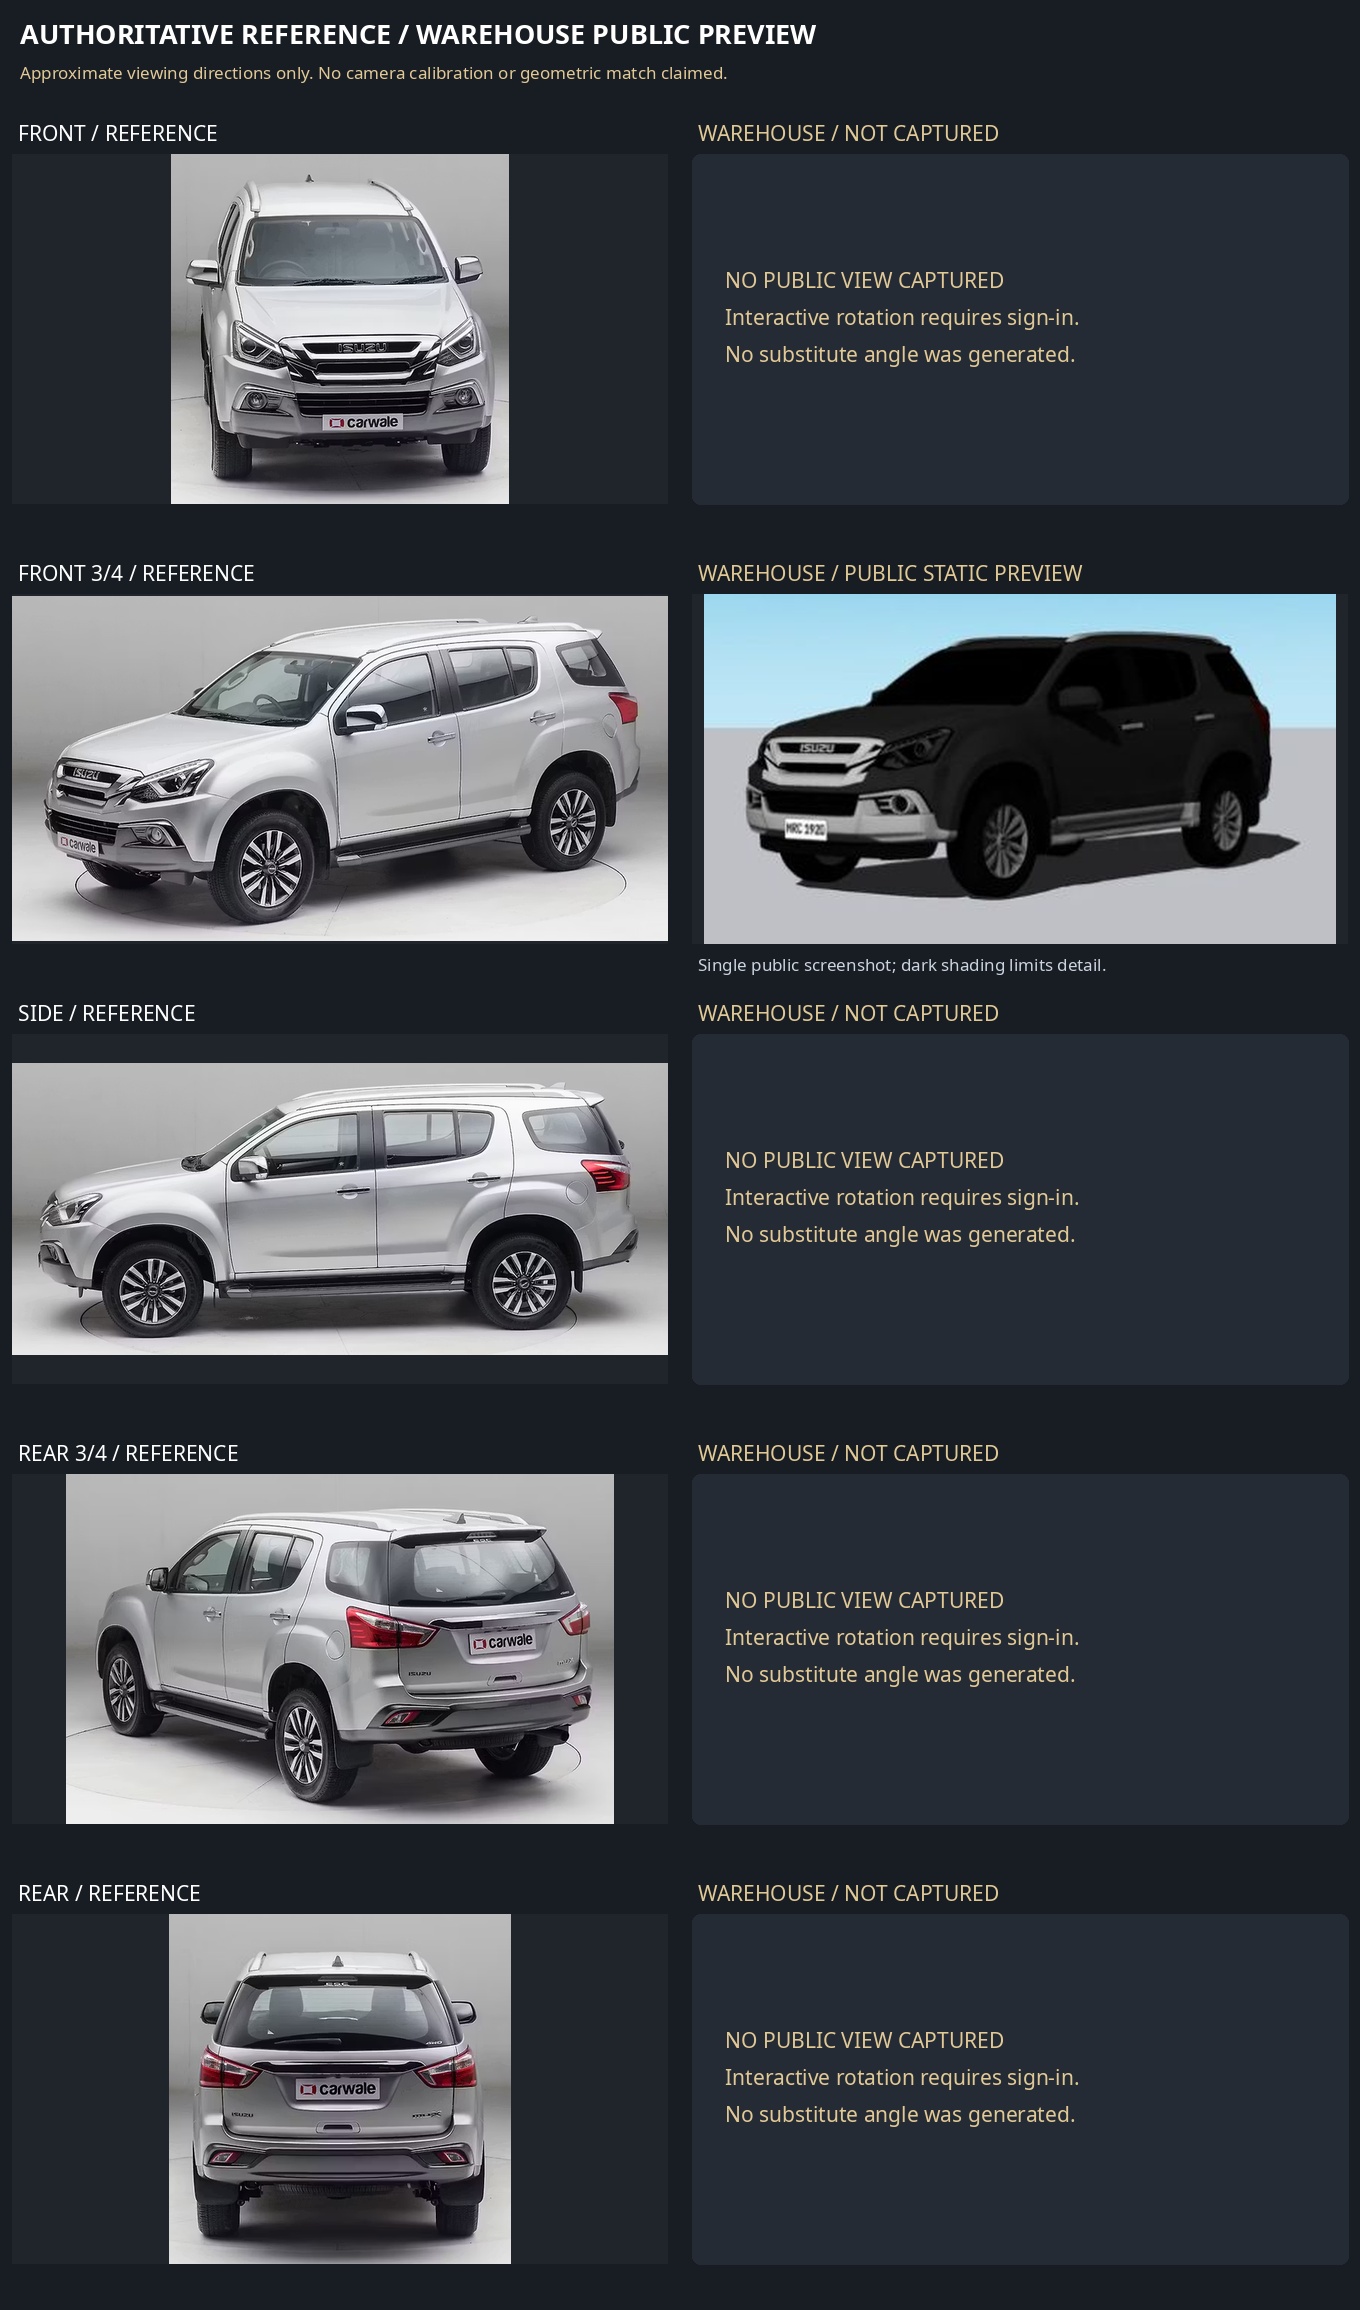 AUTHORITATIVE REFERENCE / WAREHOUSE PUBLIC PREVIEW
Approximate viewing directions only. No camera calibration or geometric match claimed.
FRONT / REFERENCE
WAREHOUSE / NOT CAPTURED
ISUZU
carwale
NO PUBLIC VIEW CAPTURED
Interactive rotation requires sign-in.
No substitute angle was generated.
FRONT 3/4 / REFERENCE
WAREHOUSE / PUBLIC STATIC PREVIEW
ISUZU
carwale
ISUZU
MRC 1920
Single public screenshot; dark shading limits detail.
SIDE / REFERENCE
WAREHOUSE / NOT CAPTURED
NO PUBLIC VIEW CAPTURED
Interactive rotation requires sign-in.
No substitute angle was generated.
REAR 3/4 / REFERENCE
WAREHOUSE / NOT CAPTURED
ESC
carwale
ISUZU
NO PUBLIC VIEW CAPTURED
Interactive rotation requires sign-in.
No substitute angle was generated.
REAR / REFERENCE
WAREHOUSE / NOT CAPTURED
ESC
4WD
carwale
ISUZU
NO PUBLIC VIEW CAPTURED
Interactive rotation requires sign-in.
No substitute angle was generated.